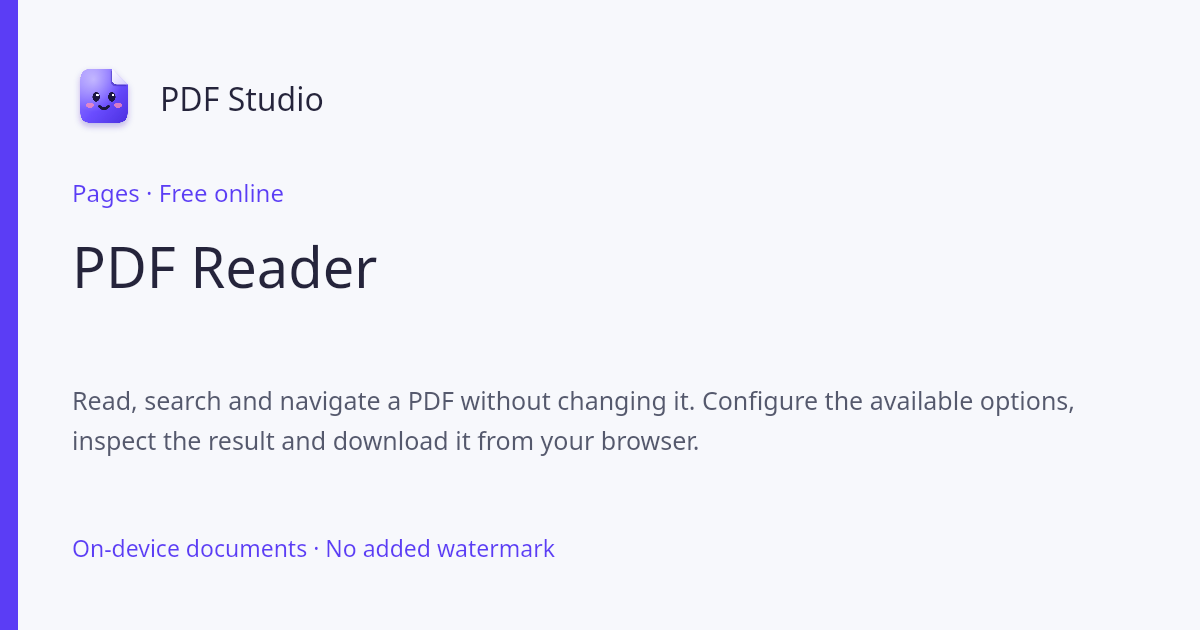 PDF Studio
Pages · Free online
PDF Reader
Read, search and navigate a PDF without changing it. Configure the available options,
inspect the result and download it from your browser.
On-device documents · No added watermark